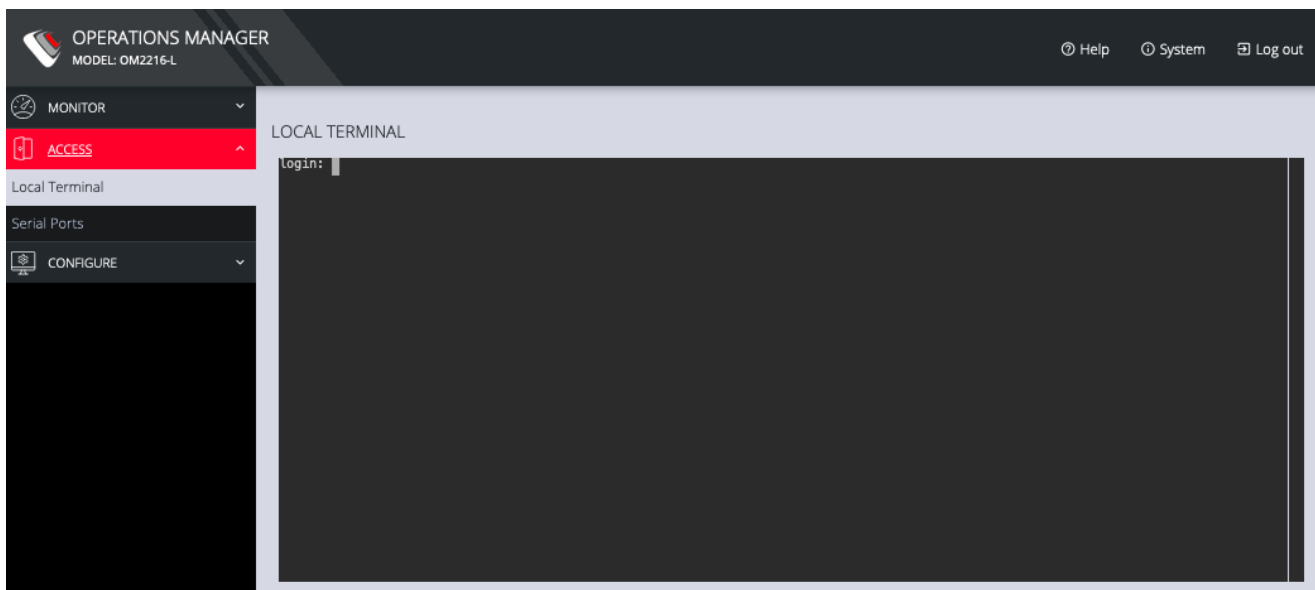 OPERATIONS MANAGER
MODEL: OM2216-L
Help
System
Log out
MONITOR
ACCESS
Local Terminal
Serial Ports
CONFIGURE
LOCAL TERMINAL
login: